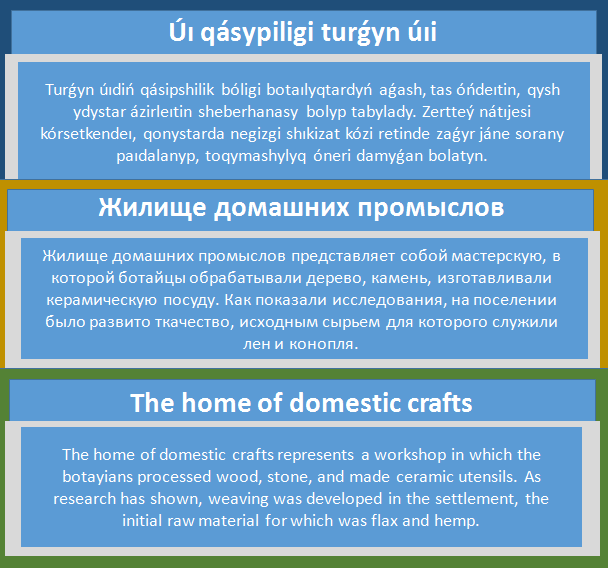 Úı qásypiligi turǵyn úıi
Turǵyn úıdiń qásipshilik bóligi botaılyqtardyń aǵash, tas óńdeıtin, qysh
ydystar ázirleıtin sheberhanasy bolyp tabylady. Zertteý nátıjesi
kórsetkendeı, qonystarda negizgi shıkizat kózi retinde zaǵyr jáne sorany
paıdalanyp, toqymashylyq óneri damyǵan bolatyn.
Жилище домашних промыслов
Жилище домашних промыслов представляет собой мастерскую, в
которой ботайцы обрабатывали дерево, камень, изготавливали
керамическую посуду. Как показали исследования, на поселении
было развито ткачество, исходным сырьем для которого служили
лен и конопля.
The home of domestic crafts
The home of domestic crafts represents a workshop in which the
botayians processed wood, stone, and made ceramic utensils. As
research has shown, weaving was developed in the settlement, the
initial raw material for which was flax and hemp.